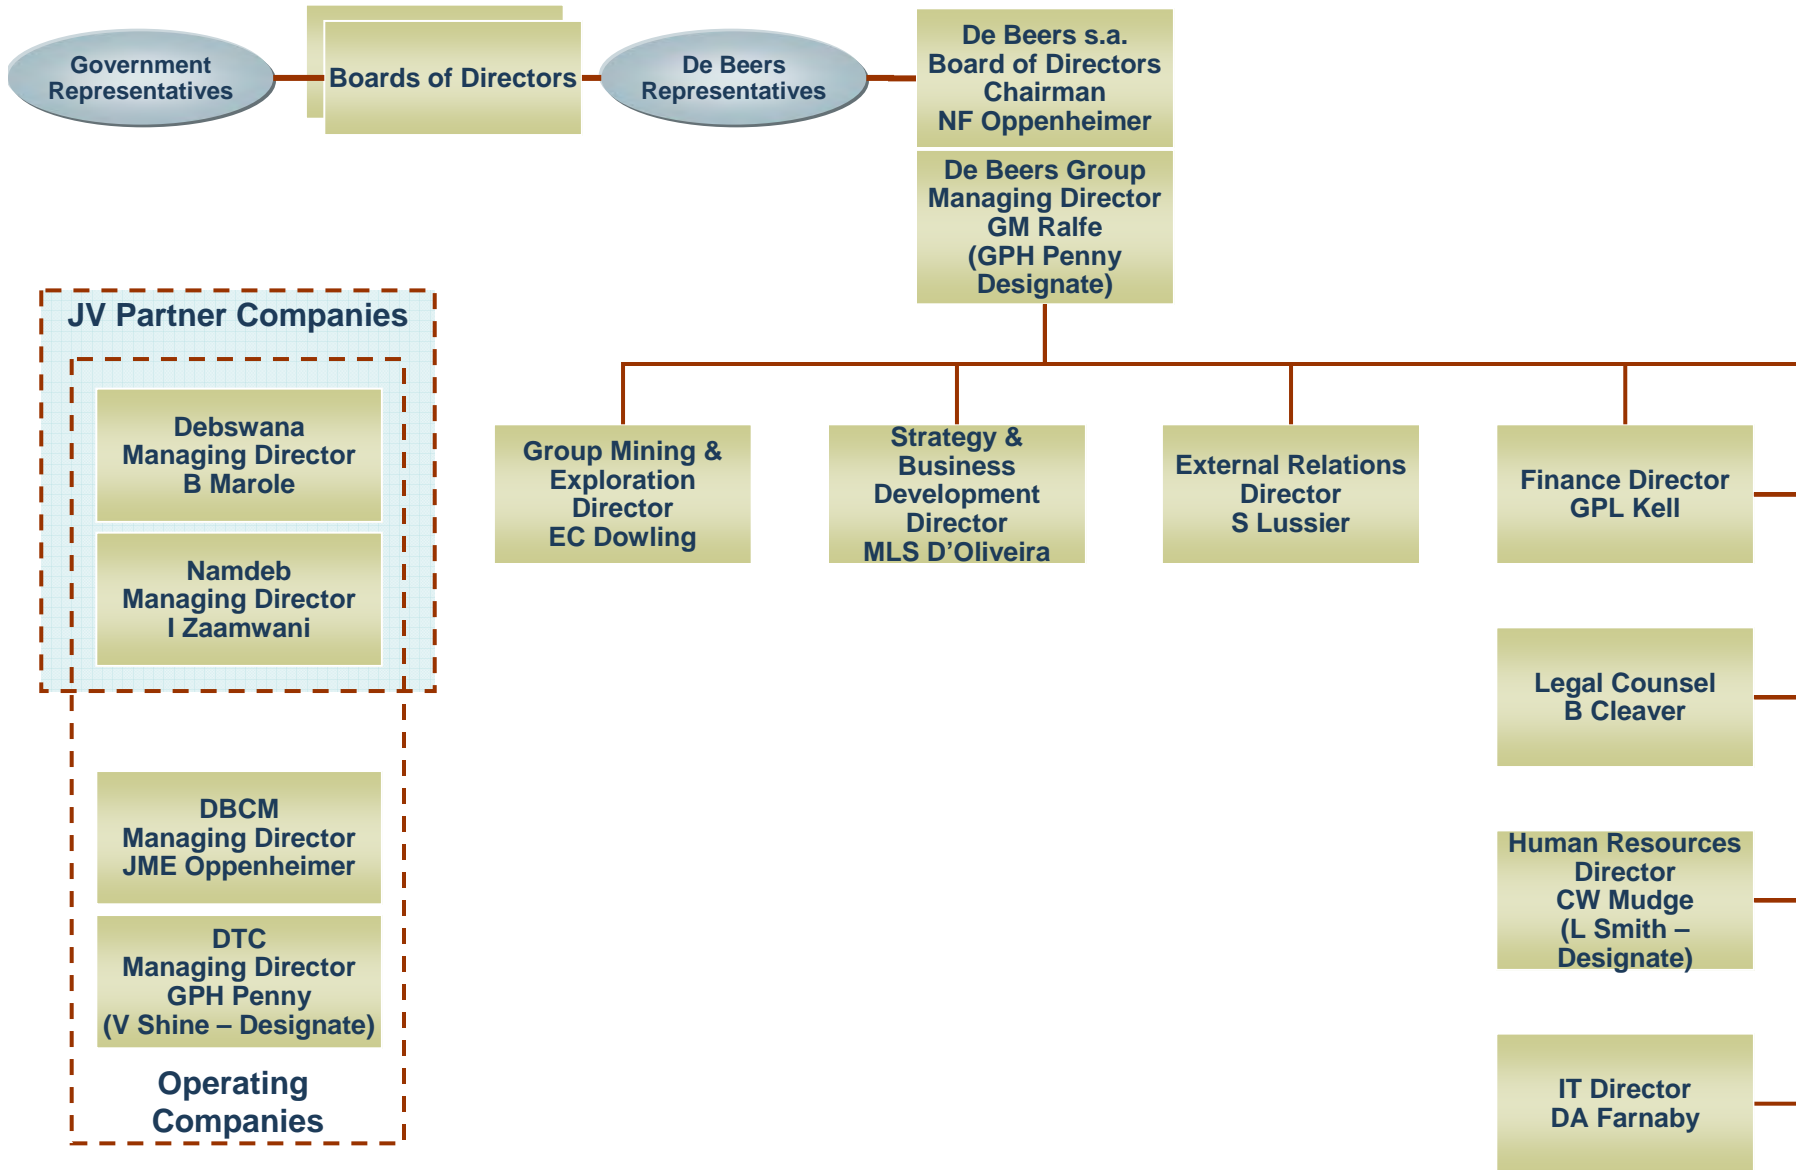 Government
Representatives
Boards of Directors
De Beers
Representatives
De Beers s.a.
Board of Directors
Chairman
NF Oppenheimer
De Beers Group
Managing Director
GM Ralfe
(GPH Penny
Designate)
JV Partner Companies
Debswana
Managing Director
B Marole
Namdeb
Managing Director
I Zaamwani
DBCM
Managing Director
JME Oppenheimer
DTC
Managing Director
GPH Penny
(V Shine – Designate)
Operating
Companies
Group Mining &
Exploration
Director
EC Dowling
Strategy &
Business
Development
Director
MLS D’Oliveira
External Relations
Director
S Lussier
Finance Director
GPL Kell
Legal Counsel
B Cleaver
Human Resources
Director
CW Mudge
(L Smith –
Designate)
IT Director
DA Farnaby